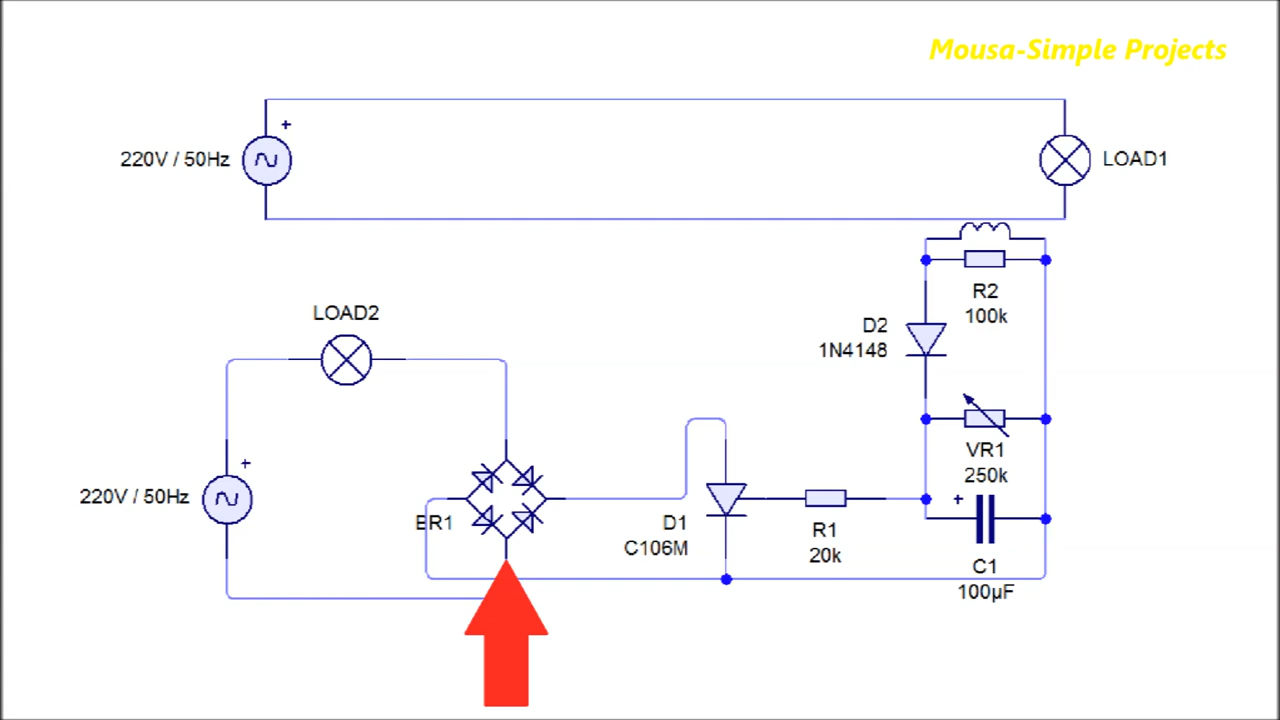 Mousa-Simple Projects
+
220V / 50Hz
LOAD1
R2
100k
LOAD2
D2
1N4148
VR1
250k
+
220V / 50Hz
BR1
D1
C106M
R1
20k
+
C1
100µF